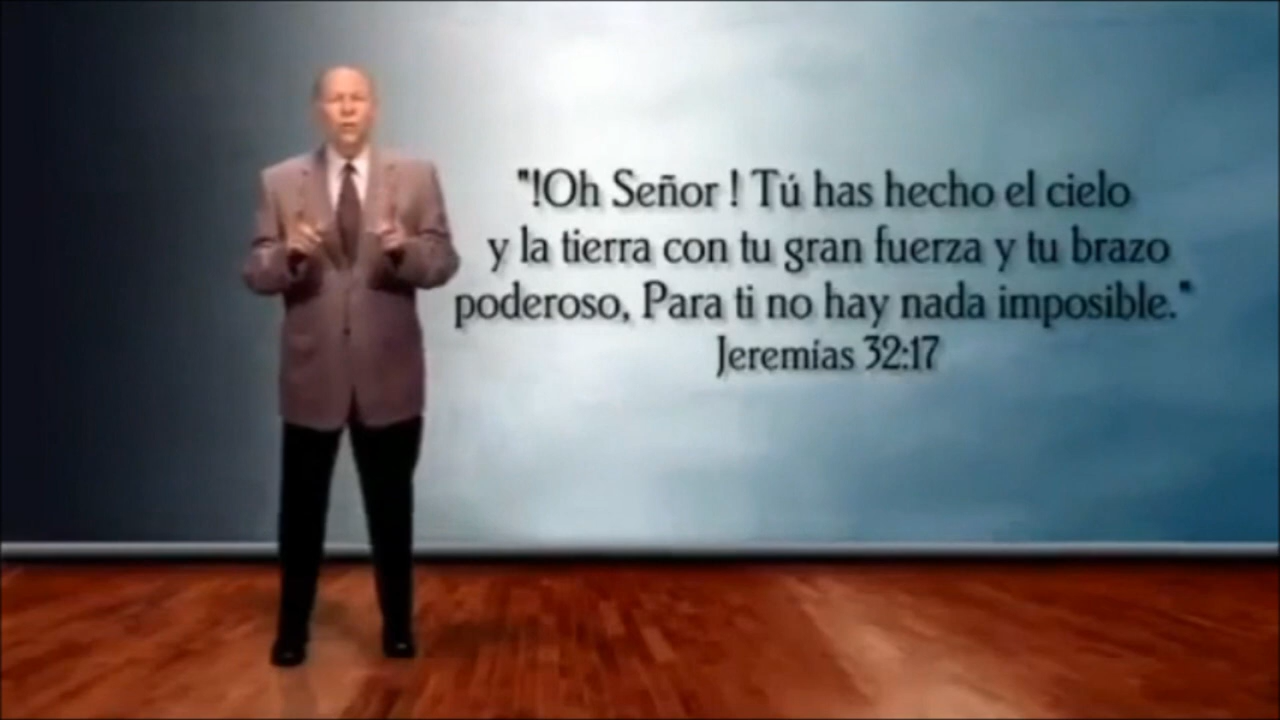 "!Oh Señor ! Tú has hecho el cielo
y la tierra con tu gran fuerza y tu brazo
poderoso, Para ti no hay nada imposible."
Jeremías 32:17